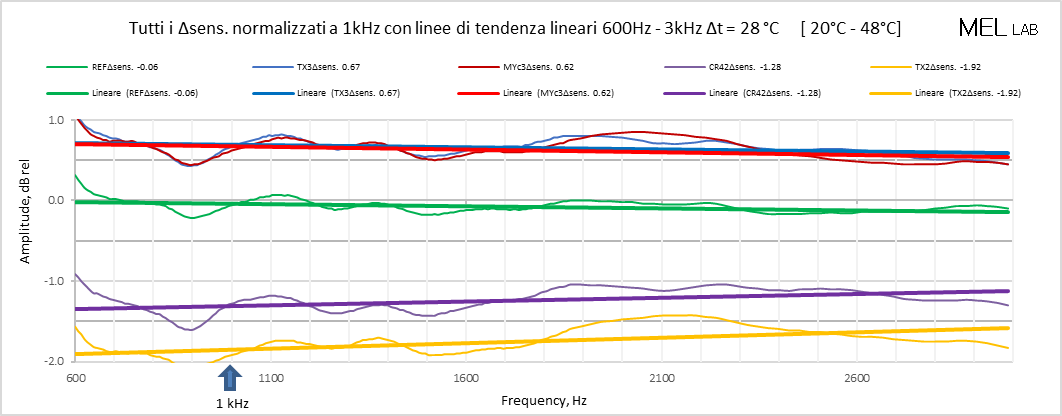 Tutti i Δsens. normalizzati a 1kHz con linee di tendenza lineari 600Hz - 3kHz Δt = 28 °C [ 20°C - 48°C]
MEL LAB
REFΔsens. -0.06 TX3Δsens. 0.67 MYc3Δsens. 0.62 CR42Δsens. -1.28 TX2Δsens. -1.92
Lineare (REFΔsens. -0.06) Lineare (TX3Δsens. 0.67) Lineare (MYc3Δsens. 0.62) Lineare (CR42Δsens. -1.28) Lineare (TX2Δsens. -1.92)
Amplitude, dB rel
1.0
0.0
-1.0
-2.0
600 1100 1600 2100 2600
1 kHz
Frequency, Hz